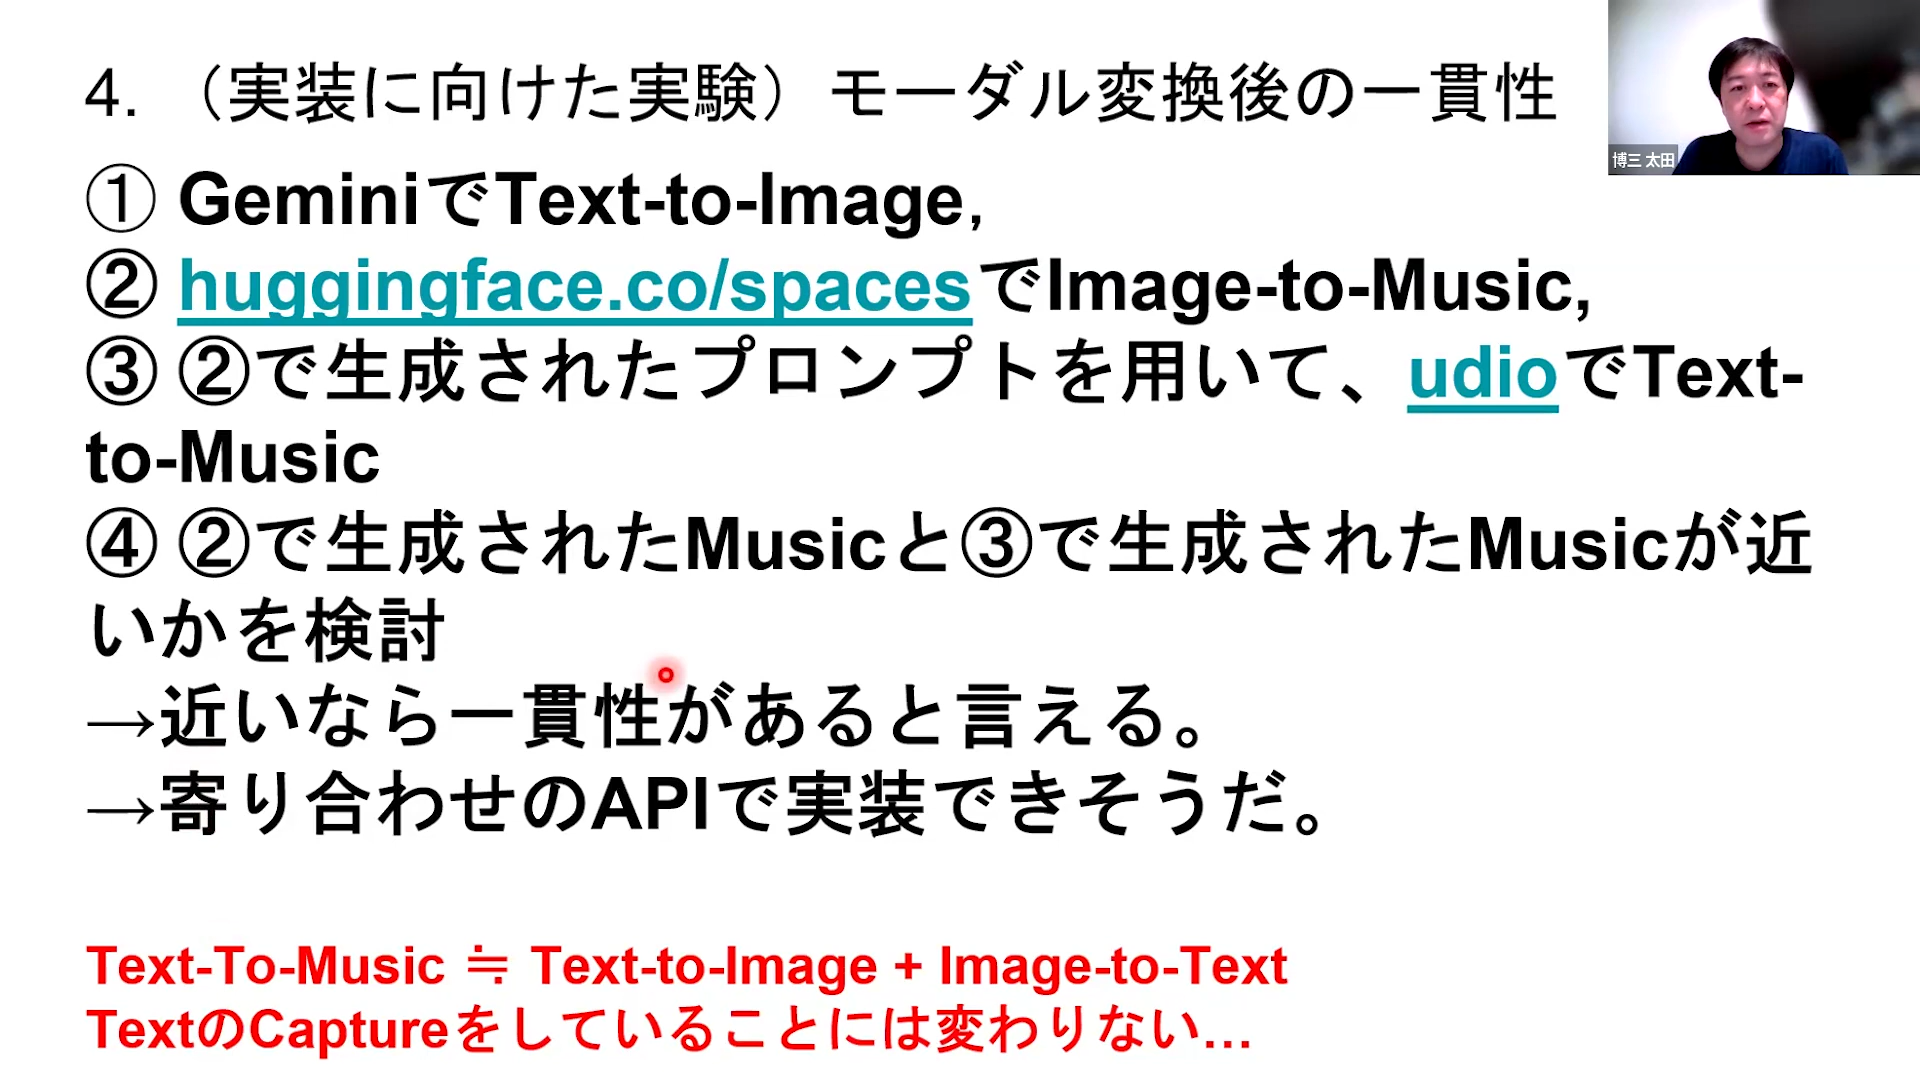 4. （実装に向けた実験）モーダル変換後の一貫性
博三 太田
① GeminiでText-to-Image,
② huggingface.co/spacesでImage-to-Music,
③ ②で生成されたプロンプトを用いて、udioでText-
to-Music
④ ②で生成されたMusicと③で生成されたMusicが近
いかを検討
→近いなら一貫性があると言える。
→寄り合わせのAPIで実装できそうだ。
Text-To-Music ≒ Text-to-Image + Image-to-Text
TextのCaptureをしていることには変わりない…